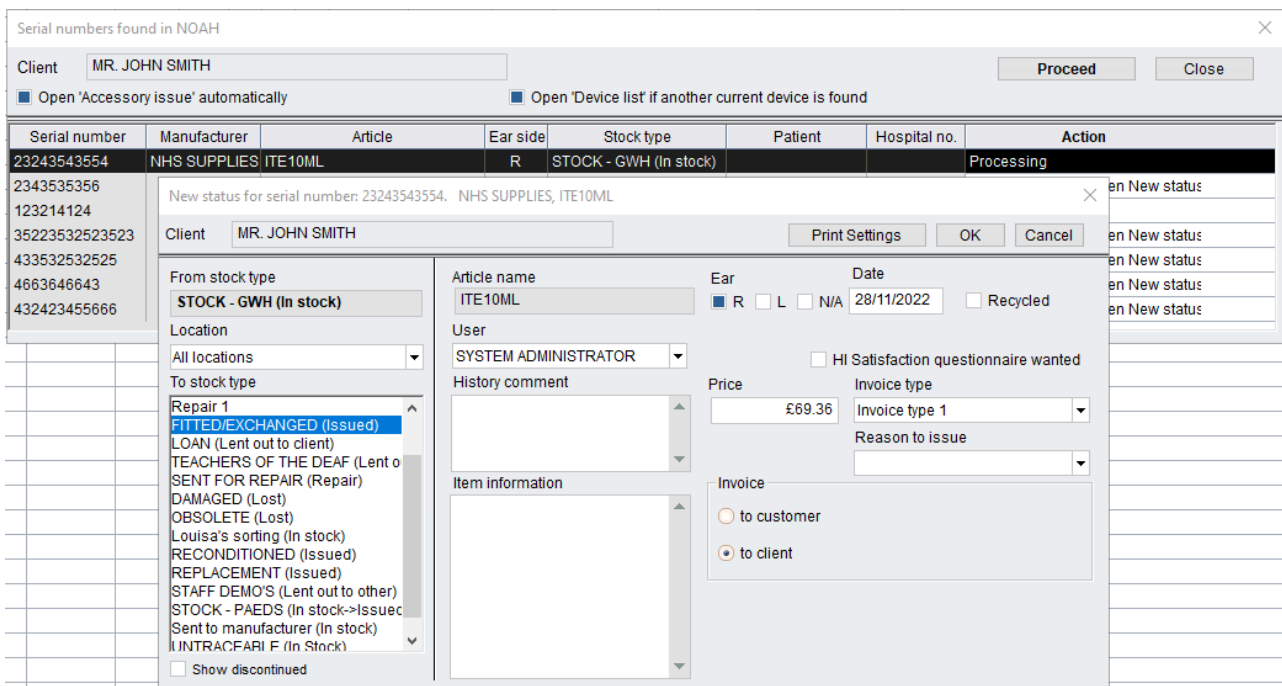 Serial numbers found in NOAH
Client MR. JOHN SMITH Proceed Close
Open 'Accessory issue' automatically Open 'Device list' if another current device is found
Serial number Manufacturer Article Ear side Stock type Patient Hospital no. Action
23243543554 NHS SUPPLIES ITE10ML R STOCK - GWH (In stock) Processing
2343535356 en New status
123214124
35223532523523 en New status
433532532525 en New status
4663646643 en New status
432423455666 en New status
New status for serial number: 23243543554. NHS SUPPLIES, ITE10ML
Client MR. JOHN SMITH Print Settings OK Cancel
From stock type Article name Ear Date
STOCK - GWH (In stock) ITE10ML R L N/A 28/11/2022 Recycled
Location User
All locations SYSTEM ADMINISTRATOR HI Satisfaction questionnaire wanted
To stock type History comment Price Invoice type
Repair 1 £69.36 Invoice type 1
FITTED/EXCHANGED (Issued)
LOAN (Lent out to client) Reason to issue
TEACHERS OF THE DEAF (Lent o
SENT FOR REPAIR (Repair) Item information Invoice
DAMAGED (Lost)
OBSOLETE (Lost) to customer
Louisa's sorting (In stock)
RECONDITIONED (Issued) to client
REPLACEMENT (Issued)
STAFF DEMO'S (Lent out to other)
STOCK - PAEDS (In stock->Issued
Sent to manufacturer (In stock)
UNTRACEABLE (In Stock)
Show discontinued